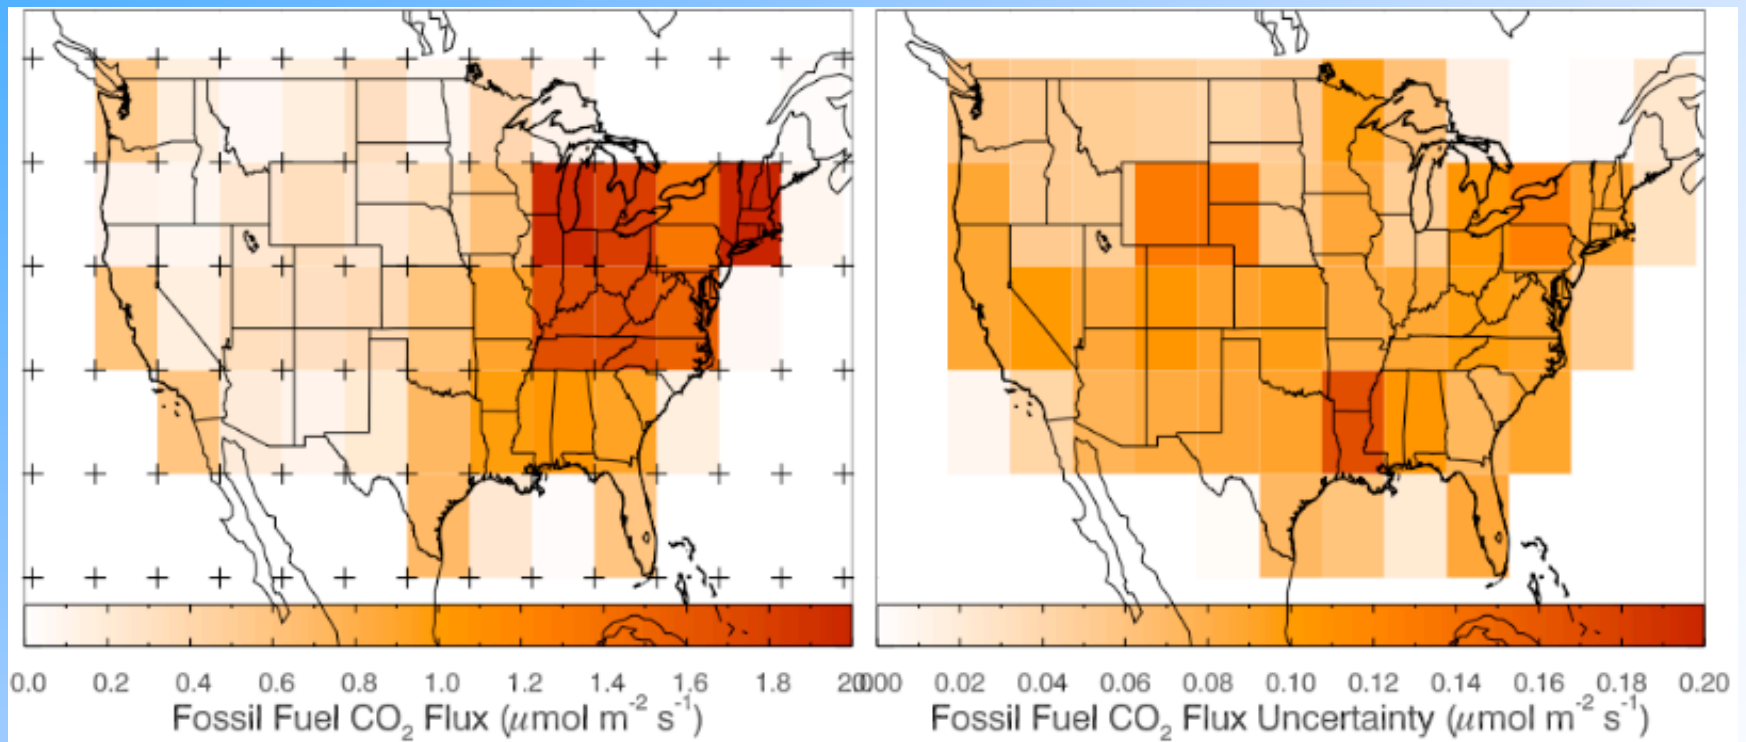 0.0 0.2 0.4 0.6 0.8 1.0 1.2 1.4 1.6 1.8 2.0
Fossil Fuel CO₂ Flux (μmol m⁻² s⁻¹)
0.00 0.02 0.04 0.06 0.08 0.10 0.12 0.14 0.16 0.18 0.20
Fossil Fuel CO₂ Flux Uncertainty (μmol m⁻² s⁻¹)